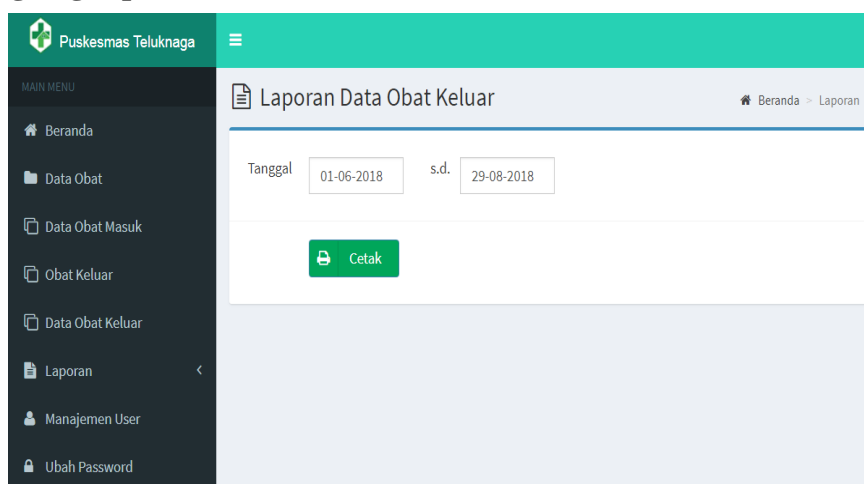 Puskesmas Teluknaga
MAIN MENU
Beranda
Data Obat
Data Obat Masuk
Obat Keluar
Data Obat Keluar
Laporan
Manajemen User
Ubah Password
Laporan Data Obat Keluar
Beranda > Laporan
Tanggal 01-06-2018 s.d. 29-08-2018
Cetak